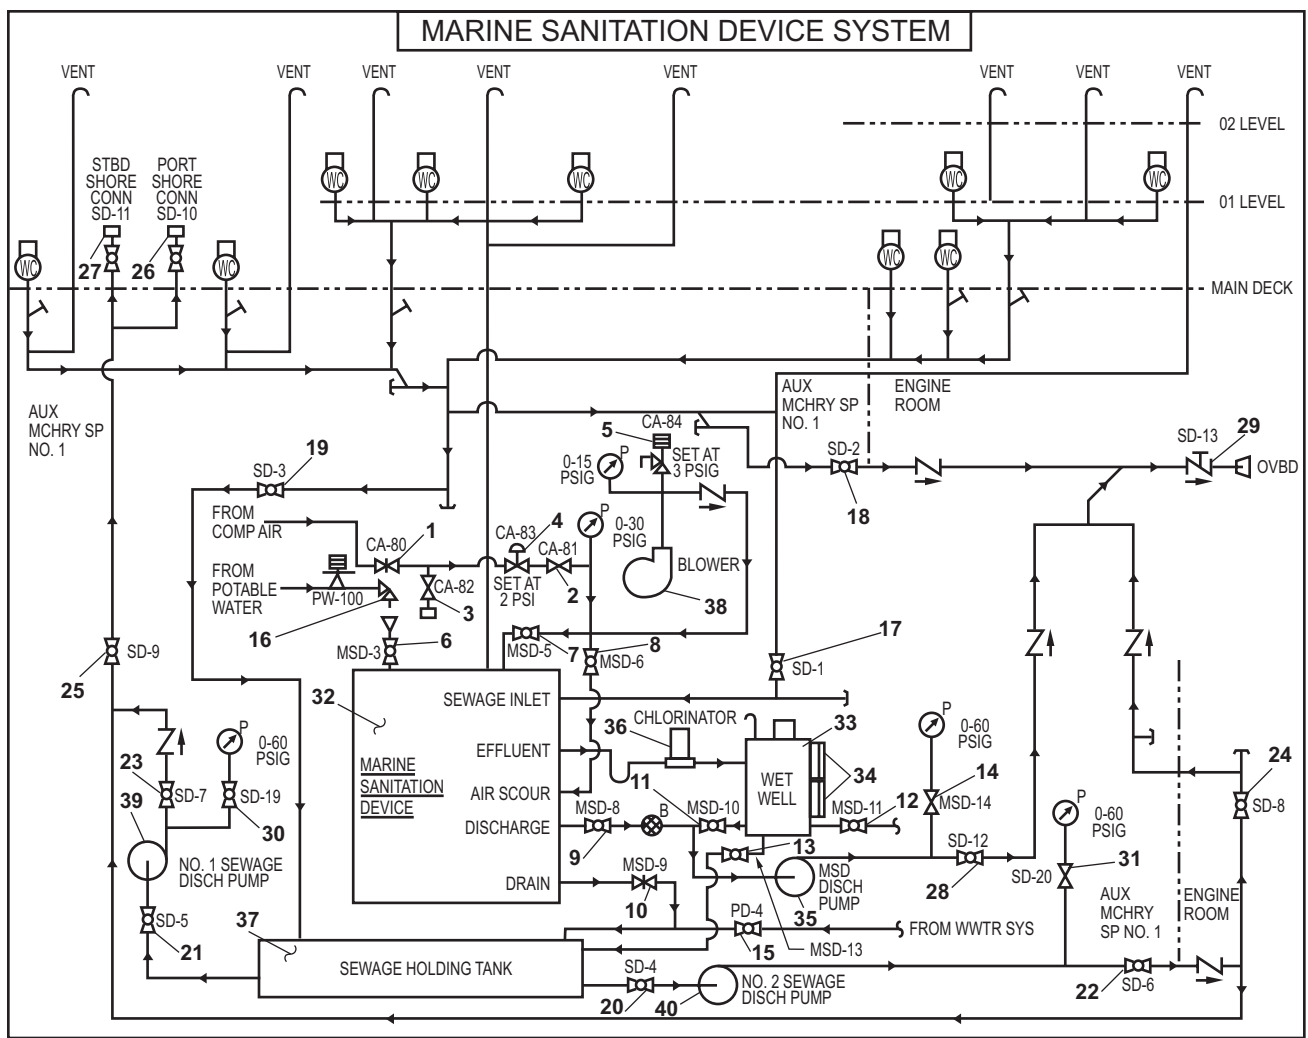 MARINE SANITATION DEVICE SYSTEM
VENT
VENT
VENT
VENT
VENT
VENT
VENT
VENT
02 LEVEL
STBD
SHORE
CONN
SD-11
PORT
SHORE
CONN
SD-10
WC
WC
WC
WC
WC
01 LEVEL
27
26
WC
WC
WC
WC
MAIN DECK
AUX
MCHRY SP
NO. 1
AUX
MCHRY SP
NO. 1
ENGINE
ROOM
19
SD-3
5
CA-84
SET AT
3 PSIG
0-15
PSIG
P
SD-2
18
SD-13
29
OVBD
FROM
COMP AIR
1
CA-80
CA-83
4
CA-81
P
0-30
PSIG
BLOWER
38
FROM
POTABLE
WATER
PW-100
CA-82
3
SET AT
2 PSI
2
16
6
MSD-3
MSD-5
7
8
MSD-6
17
SD-1
SD-9
25
32
SEWAGE INLET
36
CHLORINATOR
33
P
0-60
PSIG
P
0-60
PSIG
EFFLUENT
MARINE
SANITATION
DEVICE
WET
WELL
34
14
MSD-14
24
SD-8
23
SD-7
SD-19
30
39
AIR SCOUR
11
MSD-8
MSD-10
MSD-11
12
P
0-60
PSIG
DISCHARGE
B
9
13
SD-12
28
31
SD-20
NO. 1 SEWAGE
DISCH PUMP
DRAIN
MSD-9
10
MSD
DISCH
PUMP
35
AUX
MCHRY
SP NO. 1
ENGINE
ROOM
SD-5
21
37
PD-4
15
FROM WWTR SYS
MSD-13
SEWAGE HOLDING TANK
SD-4
20
40
NO. 2 SEWAGE
DISCH PUMP
22
SD-6